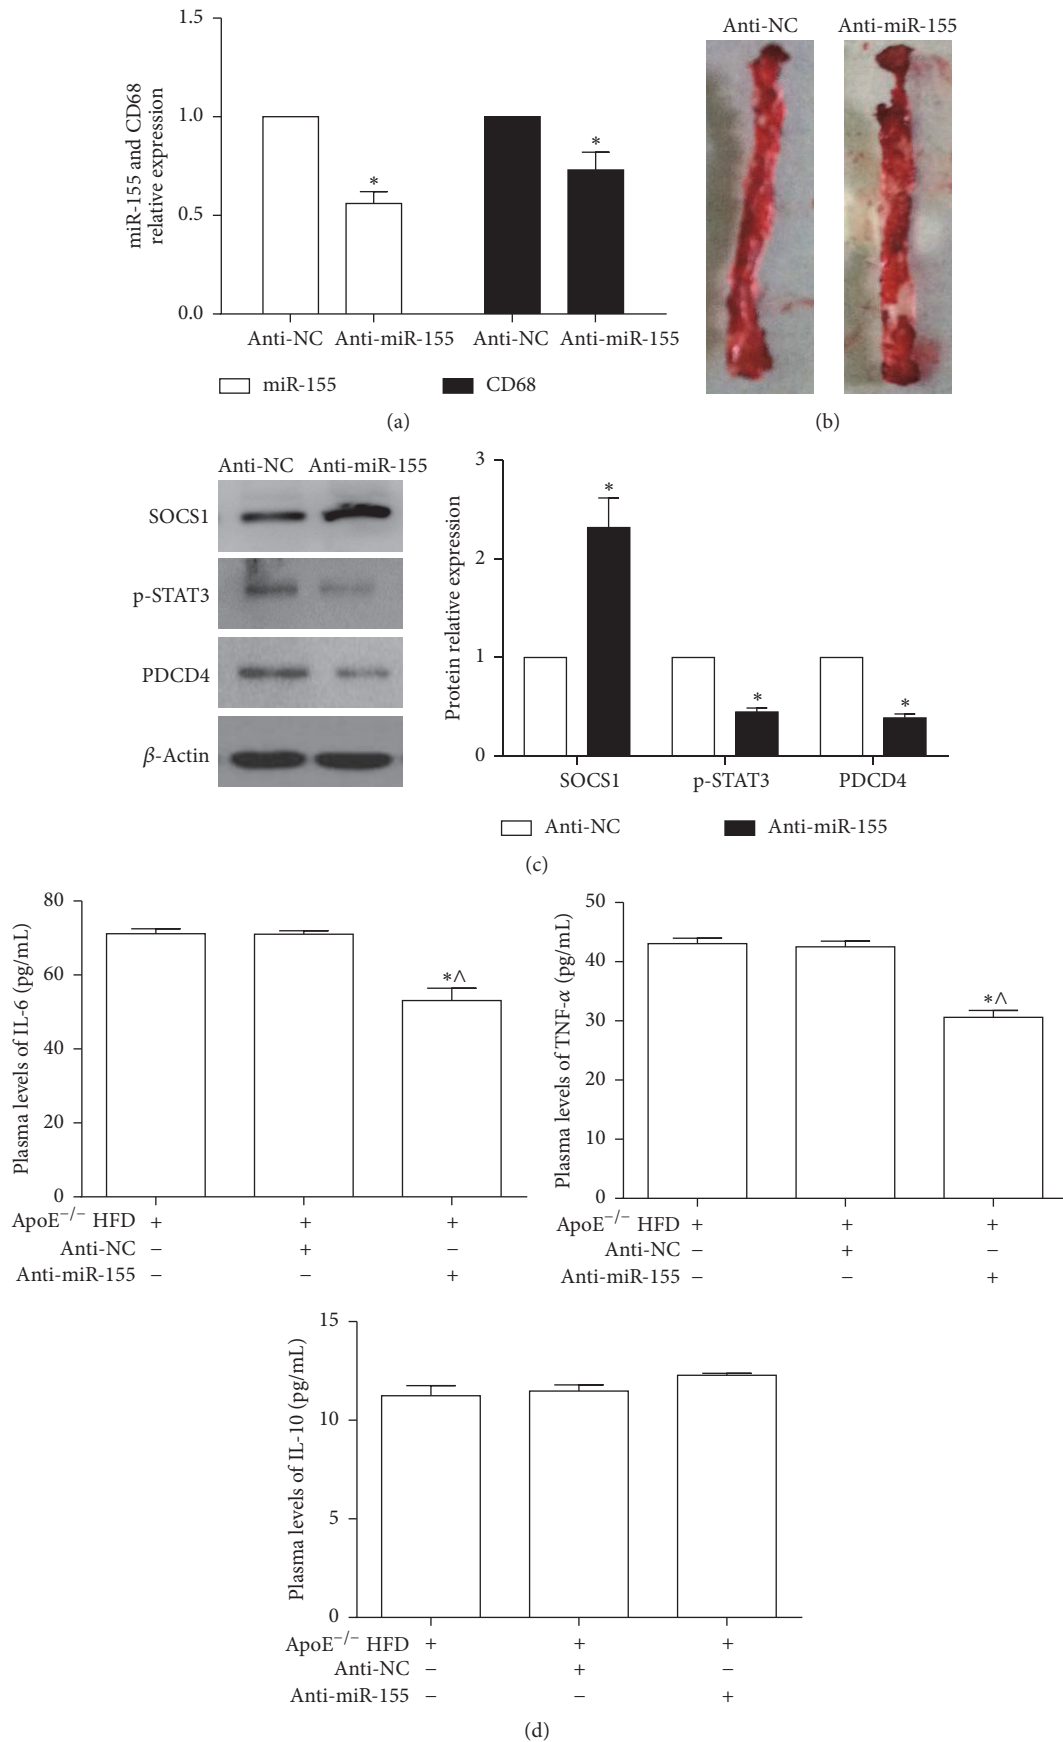 1.5
1.0
0.5
0.0
miR-155 and CD68
relative expression
*
*
Anti-NC Anti-miR-155 Anti-NC Anti-miR-155
miR-155 CD68
(a)
Anti-NC Anti-miR-155
(b)
Anti-NC Anti-miR-155
SOCS1
p-STAT3
PDCD4
β-Actin
3
2
1
0
Protein relative expression
*
*
*
SOCS1 p-STAT3 PDCD4
Anti-NC Anti-miR-155
(c)
80
60
40
20
0
Plasma levels of IL-6 (pg/mL)
*^
ApoE−/− HFD + + +
Anti-NC − + −
Anti-miR-155 − − +
50
40
30
20
10
0
Plasma levels of TNF-α (pg/mL)
*^
ApoE−/− HFD + + +
Anti-NC − + −
Anti-miR-155 − − +
15
10
5
0
Plasma levels of IL-10 (pg/mL)
ApoE−/− HFD + + +
Anti-NC − + −
Anti-miR-155 − − +
(d)